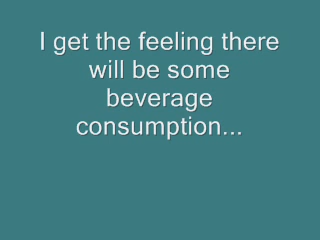 I get the feeling there
will be some
beverage
consumption...